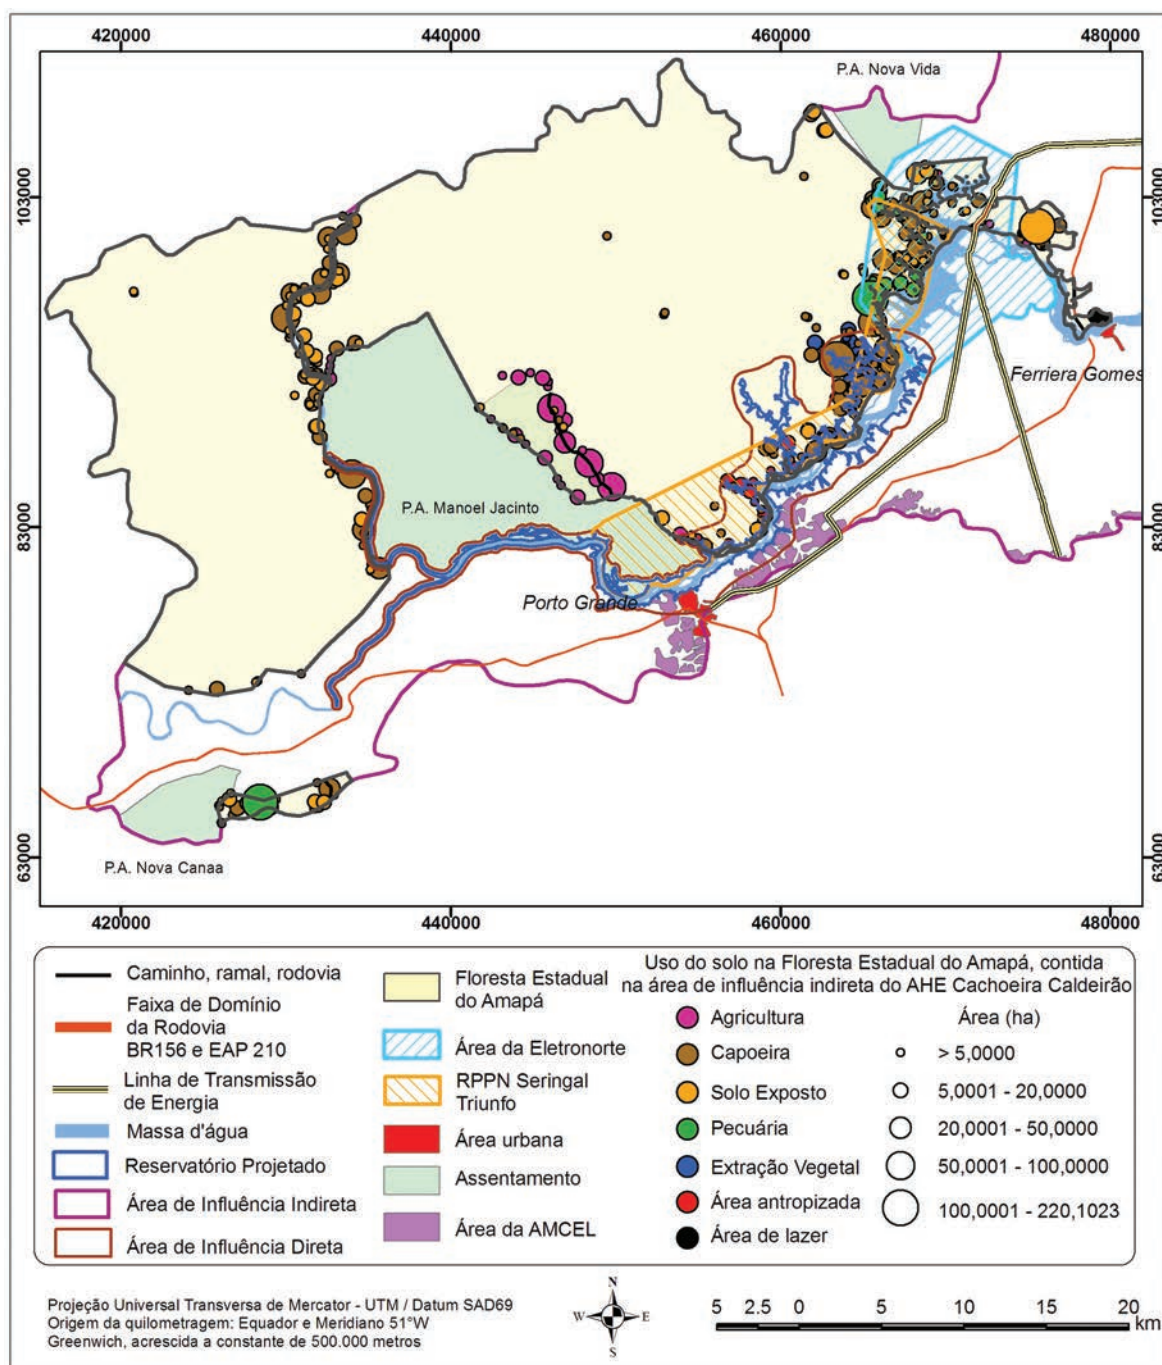 420000
440000
460000
480000
P.A. Nova Vida
103000
103000
Ferriera Gomes
P.A. Manoel Jacinto
83000
83000
Porto Grande
P.A. Nova Canaa
63000
63000
420000
440000
460000
480000
Caminho, ramal, rodovia
Faixa de Domínio
da Rodovia
BR156 e EAP 210
Linha de Transmissão
de Energia
Massa d'água
Reservatório Projetado
Área de Influência Indireta
Área de Influência Direta
Floresta Estadual
do Amapá
Área da Eletronorte
RPPN Seringal
Triunfo
Área urbana
Assentamento
Área da AMCEL
Uso do solo na Floresta Estadual do Amapá, contida
na área de influência indireta do AHE Cachoeira Caldeirão
Agricultura
Capoeira
Solo Exposto
Pecuária
Extração Vegetal
Área antropizada
Área de lazer
Área (ha)
> 5,0000
5,0001 - 20,0000
20,0001 - 50,0000
50,0001 - 100,0000
100,0001 - 220,1023
Projeção Universal Transversa de Mercator - UTM / Datum SAD69
Origem da quilometragem: Equador e Meridiano 51°W
Greenwich, acrescida a constante de 500.000 metros
N
W
E
S
5 2.5 0 5 10 15 20
km